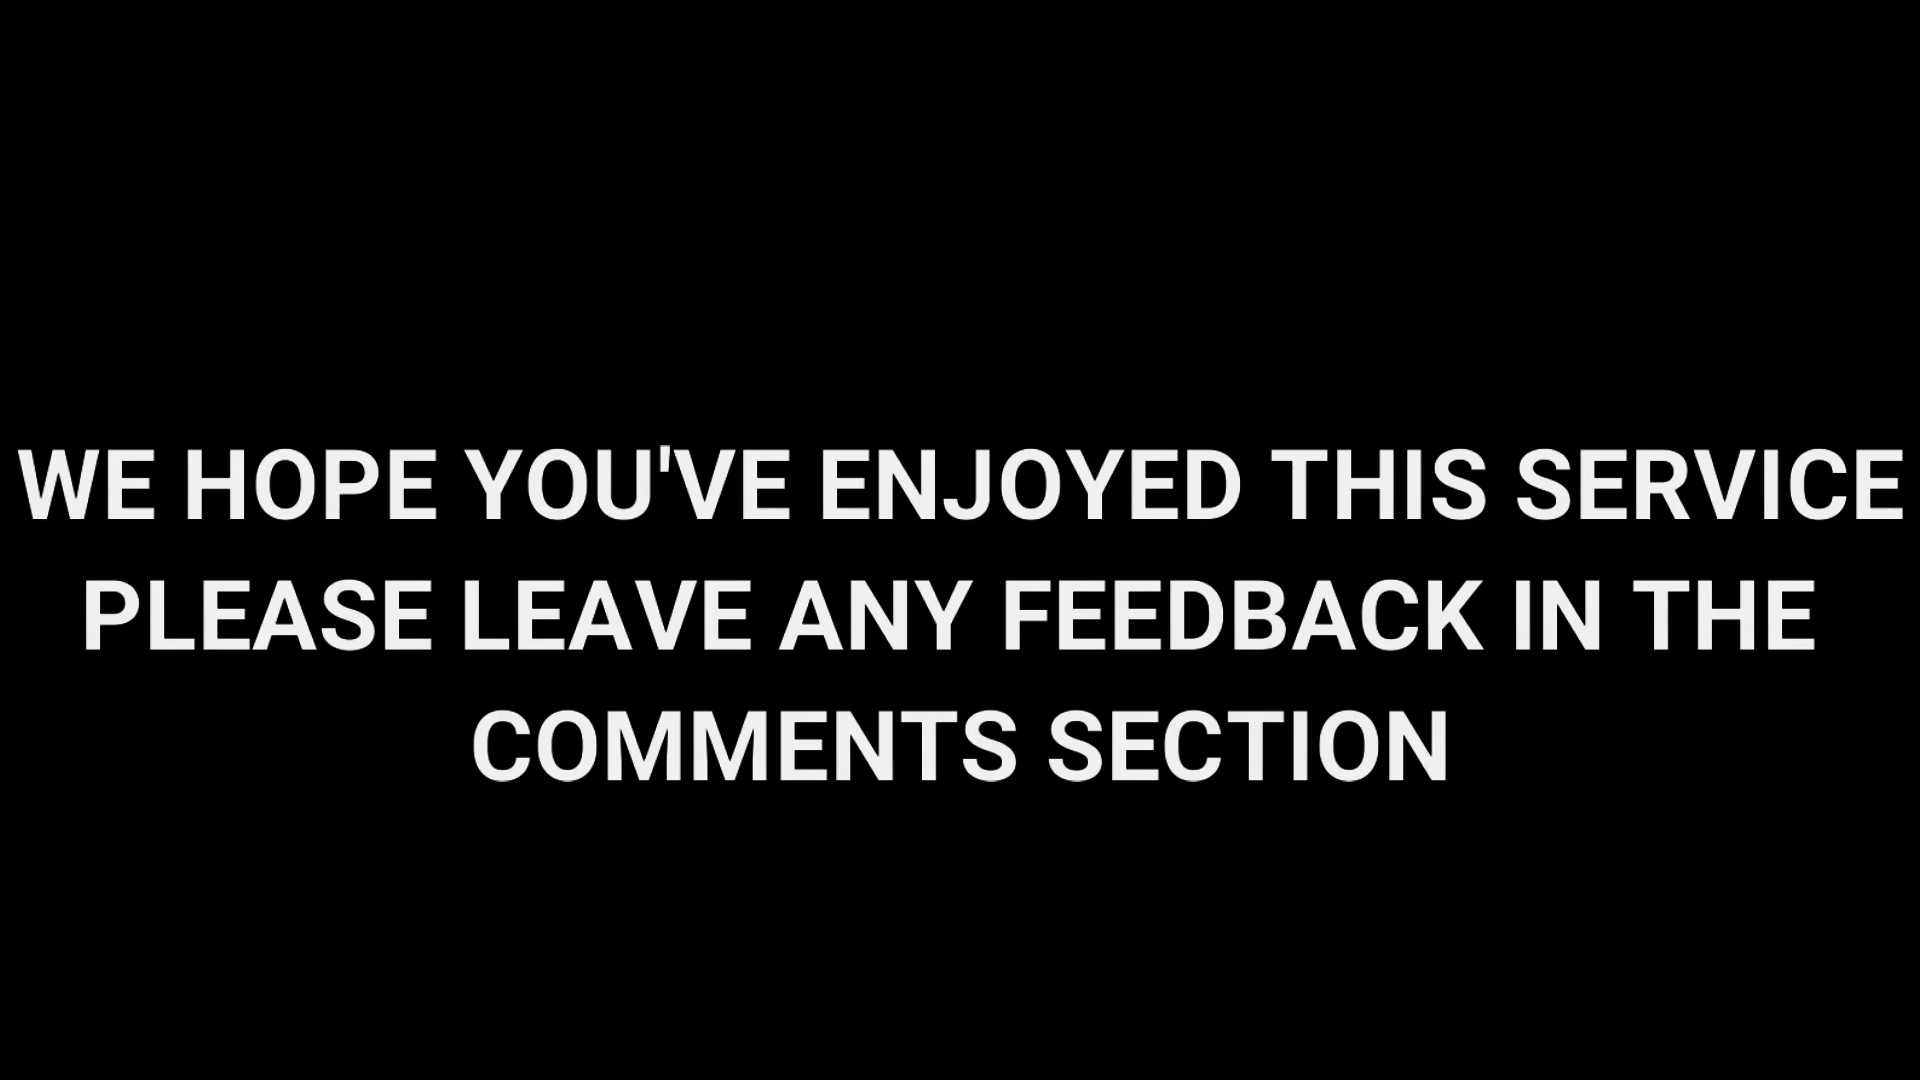 WE HOPE YOU'VE ENJOYED THIS SERVICE
PLEASE LEAVE ANY FEEDBACK IN THE
COMMENTS SECTION